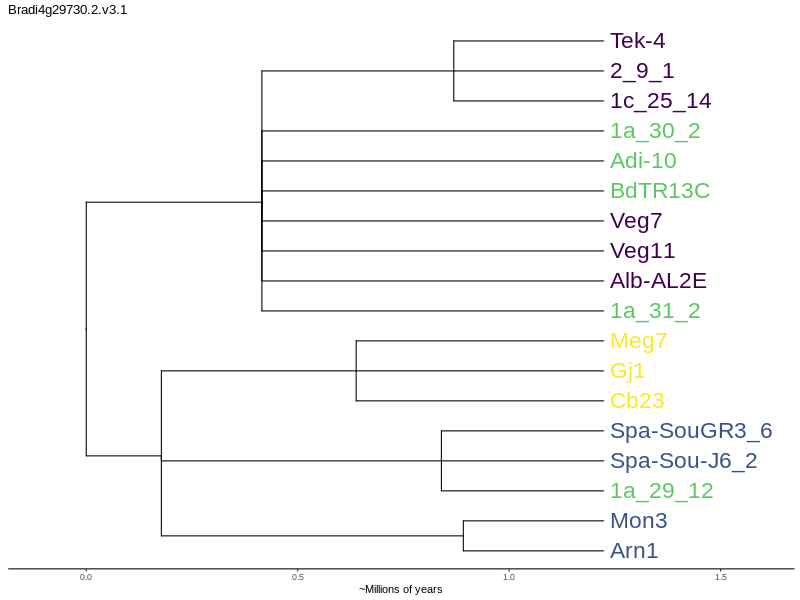 Bradi4g29730.2.v3.1
Tek-4
2_9_1
1c_25_14
1a_30_2
Adi-10
BdTR13C
Veg7
Veg11
Alb-AL2E
1a_31_2
Meg7
Gj1
Cb23
Spa-SouGR3_6
Spa-Sou-J6_2
1a_29_12
Mon3
Arn1
0.0 0.5 1.0 1.5
~Millions of years